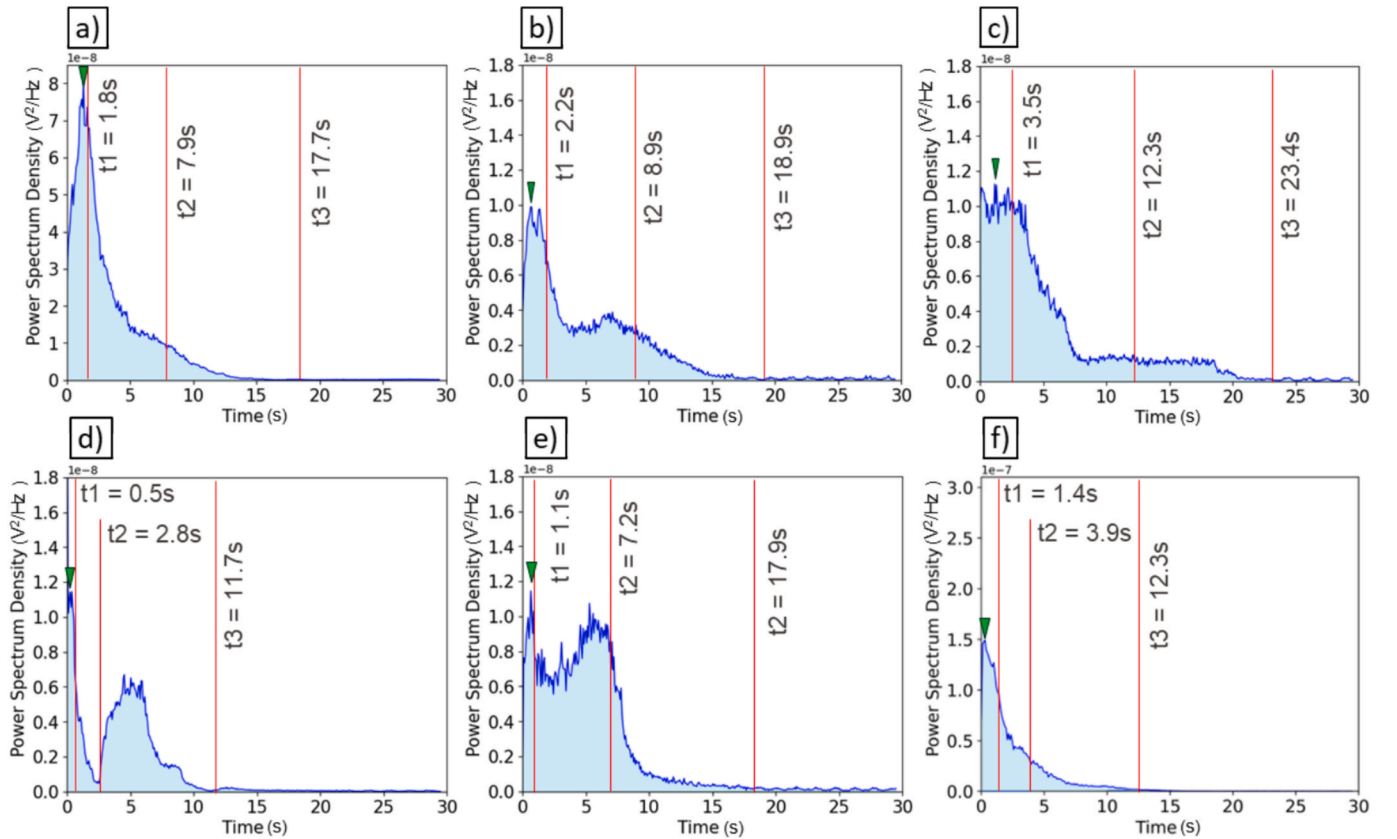 a)
1e−8
Power Spectrum Density (V²/Hz )
8
7
6
5
4
3
2
1
0
t1 = 1.8s
t2 = 7.9s
t3 = 17.7s
0 5 10 15 20 25 30
Time (s)
b)
1e−8
Power Spectrum Density (V²/Hz )
1.8
1.6
1.4
1.2
1.0
0.8
0.6
0.4
0.2
0.0
t1 = 2.2s
t2 = 8.9s
t3 = 18.9s
0 5 10 15 20 25 30
Time (s)
c)
1e−8
Power Spectrum Density (V²/Hz )
1.8
1.6
1.4
1.2
1.0
0.8
0.6
0.4
0.2
0.0
t1 = 3.5s
t2 = 12.3s
t3 = 23.4s
0 5 10 15 20 25 30
Time (s)
d)
1e−8
Power Spectrum Density (V²/Hz )
1.8
1.6
1.4
1.2
1.0
0.8
0.6
0.4
0.2
0.0
t1 = 0.5s
t2 = 2.8s
t3 = 11.7s
0 5 10 15 20 25 30
Time (s)
e)
1e−8
Power Spectrum Density (V²/Hz )
1.8
1.6
1.4
1.2
1.0
0.8
0.6
0.4
0.2
0.0
t1 = 1.1s
t2 = 7.2s
t2 = 17.9s
0 5 10 15 20 25 30
Time (s)
f)
1e−7
Power Spectrum Density (V²/Hz )
3.0
2.5
2.0
1.5
1.0
0.5
0.0
t1 = 1.4s
t2 = 3.9s
t3 = 12.3s
0 5 10 15 20 25 30
Time (s)